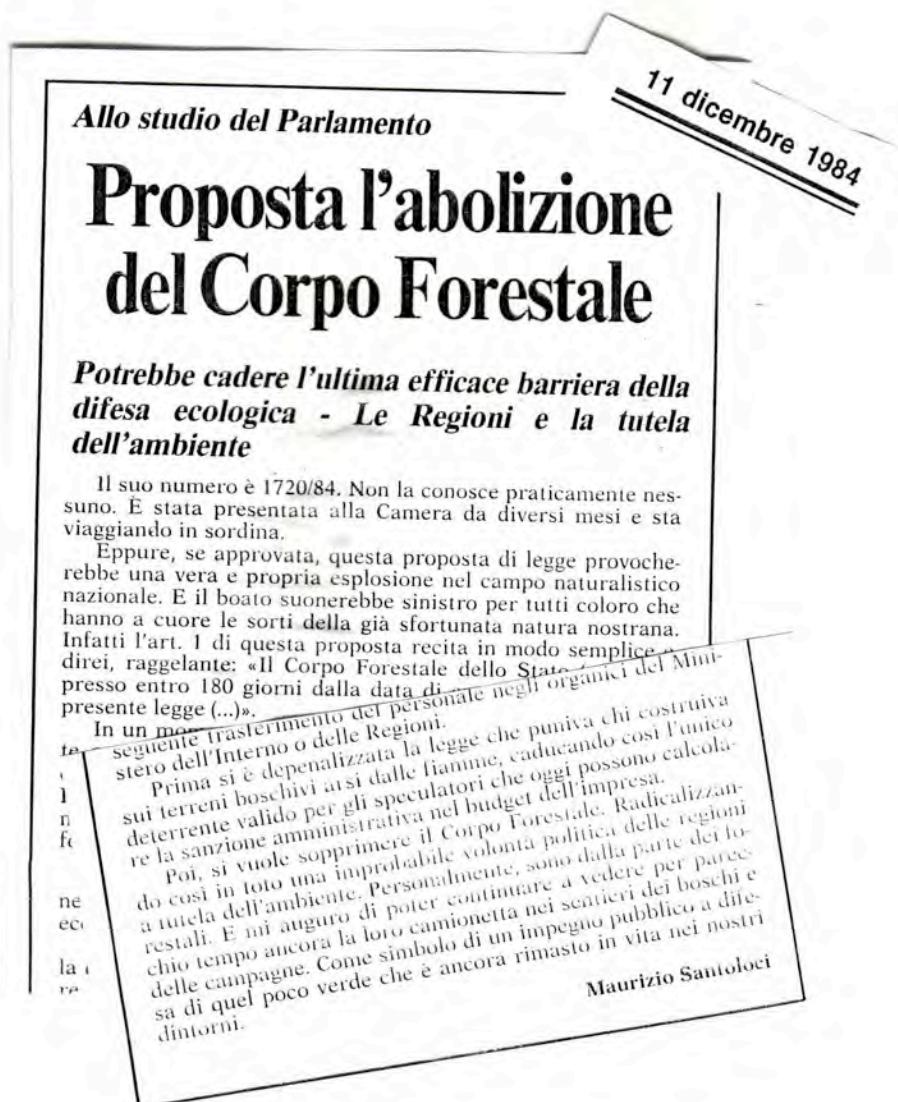 11 dicembre 1984
Allo studio del Parlamento
Proposta l'abolizione
del Corpo Forestale
Potrebbe cadere l'ultima efficace barriera della
difesa ecologica - Le Regioni e la tutela
dell'ambiente
Il suo numero è 1720/84. Non la conosce praticamente nes-
suno. È stata presentata alla Camera da diversi mesi e sta
viaggiando in sordina.
Eppure, se approvata, questa proposta di legge provoche-
rebbe una vera e propria esplosione nel campo naturalistico
nazionale. E il boato suonerebbe sinistro per tutti coloro che
hanno a cuore le sorti della già sfortunata natura nostrana.
Infatti l'art. 1 di questa proposta recita in modo semplice
direi, raggelante: «Il Corpo Forestale dello Stato
presso entro 180 giorni dalla data di
presente legge (...)».
In un
seguente trasferimento del personale negli organici del Mini-
stero dell'Interno o delle Regioni.
Prima si è depenalizzata la legge che puniva chi costruiva
sui terreni boschivi arsi dalle fiamme, caducando così l'unico
deterrente valido per gli speculatori che oggi possono calcola-
re la sanzione amministrativa nel budget dell'impresa.
Poi, si vuole sopprimere il Corpo Forestale. Radicalizzan-
do così in toto una improbabile volontà politica delle regioni
a tutela dell'ambiente. Personalmente, sono dalla parte dei fo-
restali. E mi auguro di poter continuare a vedere per parec-
chio tempo ancora la loro camionetta nei sentieri dei boschi e
delle campagne. Come simbolo di un impegno pubblico a dife-
sa di quel poco verde che è ancora rimasto in vita nei nostri
dintorni.
Maurizio Santoloci